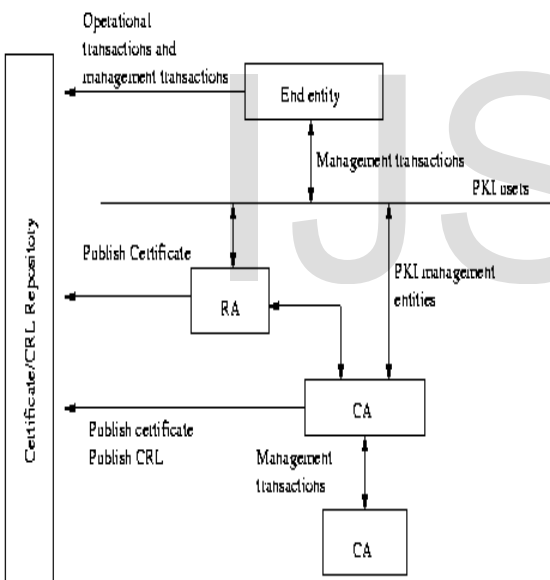 Operational
transactions and
management transactions
End entity
Management transactions
PKI users
Publish Certificate
RA
PKI management
entities
Certificate/CRL Repository
CA
Publish certificate
Publish CRL
Management
transactions
CA
IJS